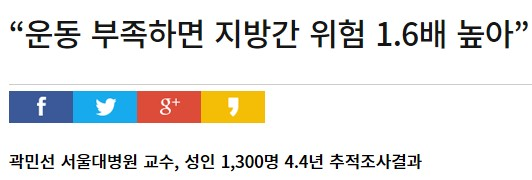 “운동 부족하면 지방간 위험 1.6배 높아”
f g+
곽민선 서울대병원 교수, 성인 1,300명 4.4년 추적조사결과